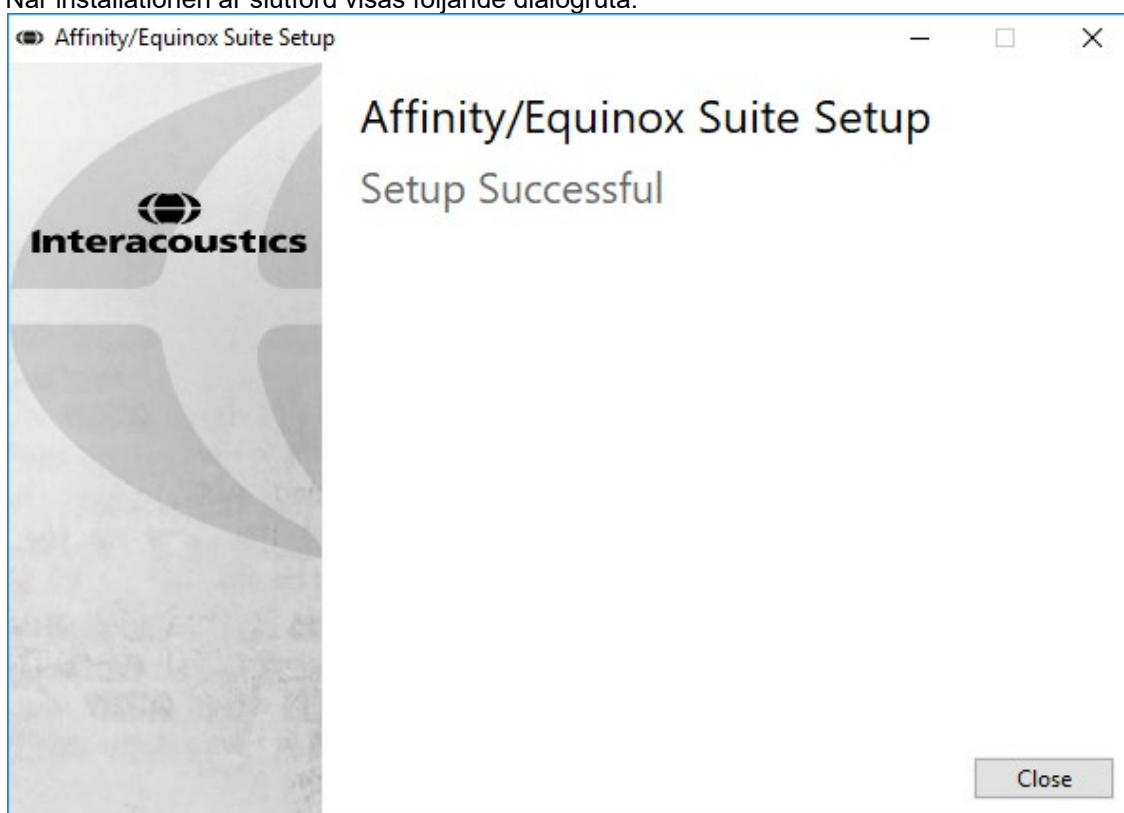 När installationen är slutförd visas följande dialogruta:
Affinity/Equinox Suite Setup
Affinity/Equinox Suite Setup
Setup Successful
Interacoustics
Close